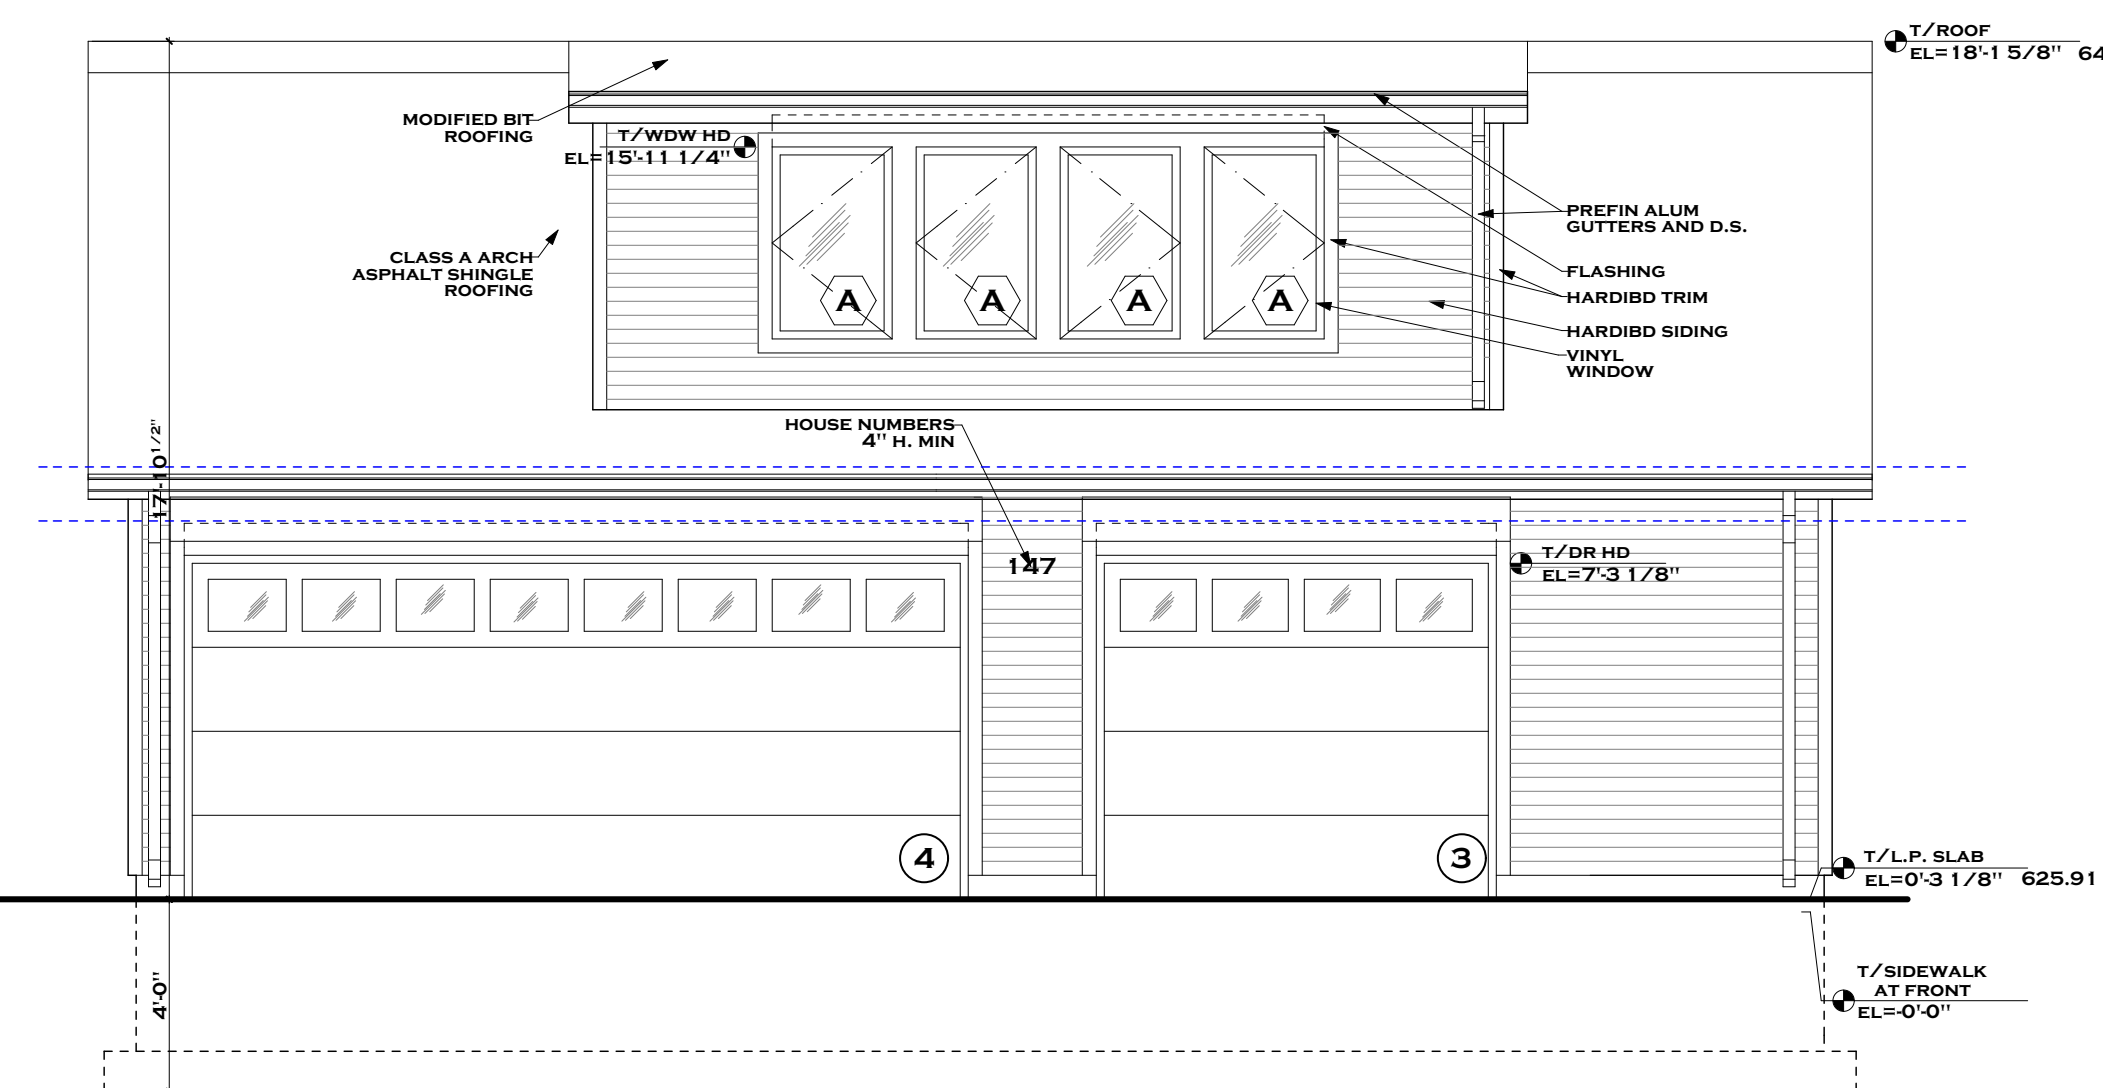 T/ROOF
EL=18'-1 5/8" 64
MODIFIED BIT
ROOFING
T/WDW HD
EL=15'-11 1/4"
CLASS A ARCH
ASPHALT SHINGLE
ROOFING
PREFIN ALUM
GUTTERS AND D.S.
FLASHING
HARDIBD TRIM
HARDIBD SIDING
VINYL
WINDOW
A A A A
HOUSE NUMBERS
4" H. MIN
17'-10 1/2"
147
T/DR HD
EL=7'-3 1/8"
4 3
T/L.P. SLAB
EL=0'-3 1/8" 625.91
4'-0"
T/SIDEWALK
AT FRONT
EL=-0'-0"